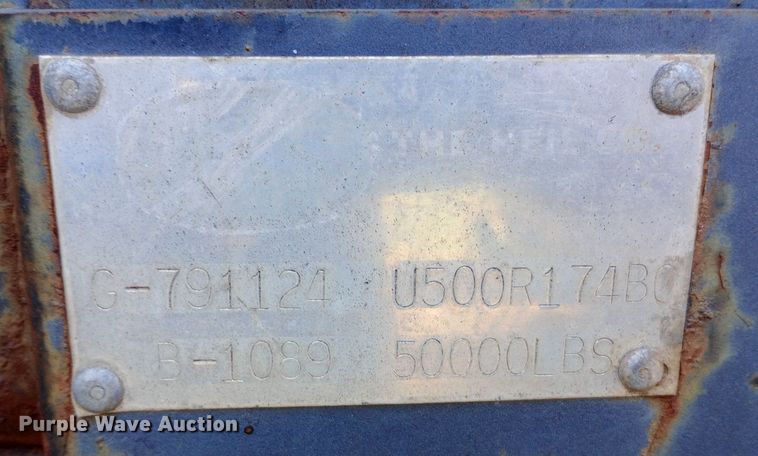 THE HEIL CO.
G-791124 U500R174BC
B-1089 50000LBS
Purple Wave Auction.